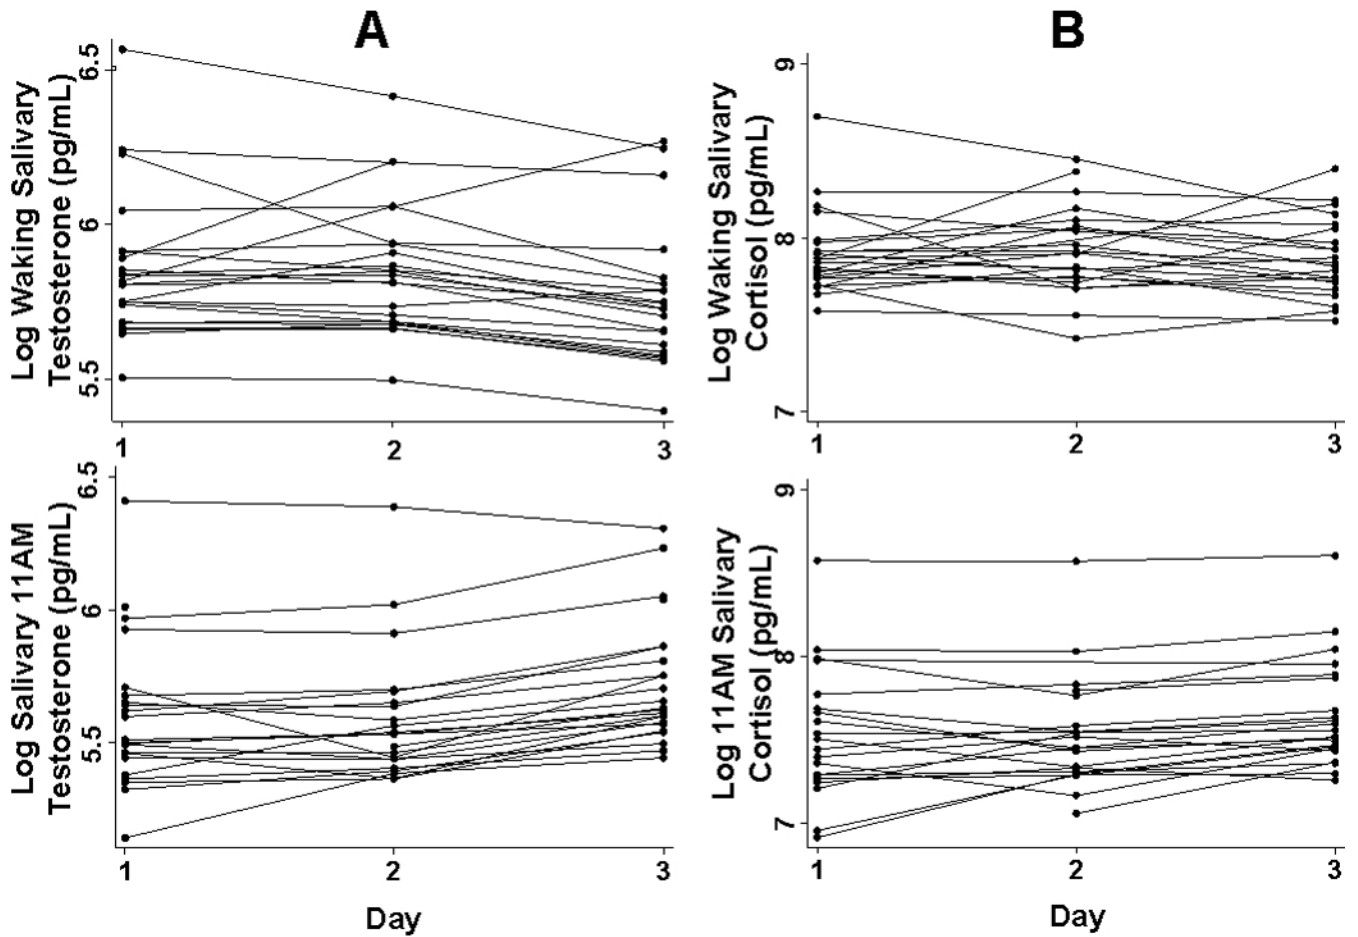 A
Log Waking Salivary
Testosterone (pg/mL)
6.5
6
5.5
1 2 3
B
Log Waking Salivary
Cortisol (pg/mL)
9
8
7
1 2 3
Log Salivary 11AM
Testosterone (pg/mL)
6.5
6
5.5
1 2 3
Day
Log 11AM Salivary
Cortisol (pg/mL)
9
8
7
1 2 3
Day